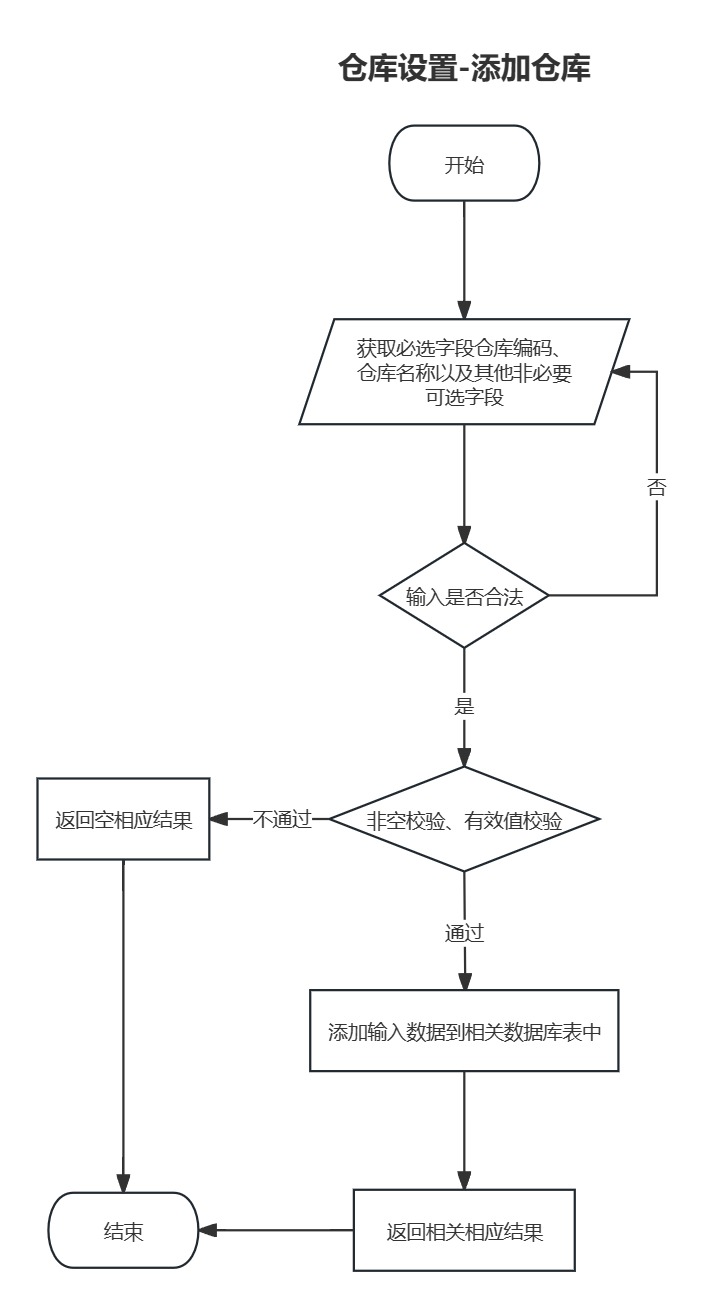 仓库设置-添加仓库
开始
获取必选字段仓库编码、
仓库名称以及其他非必要
可选字段
否
输入是否合法
是
返回空相应结果
不通过
非空校验、有效值校验
通过
添加输入数据到相关数据库表中
结束
返回相关相应结果